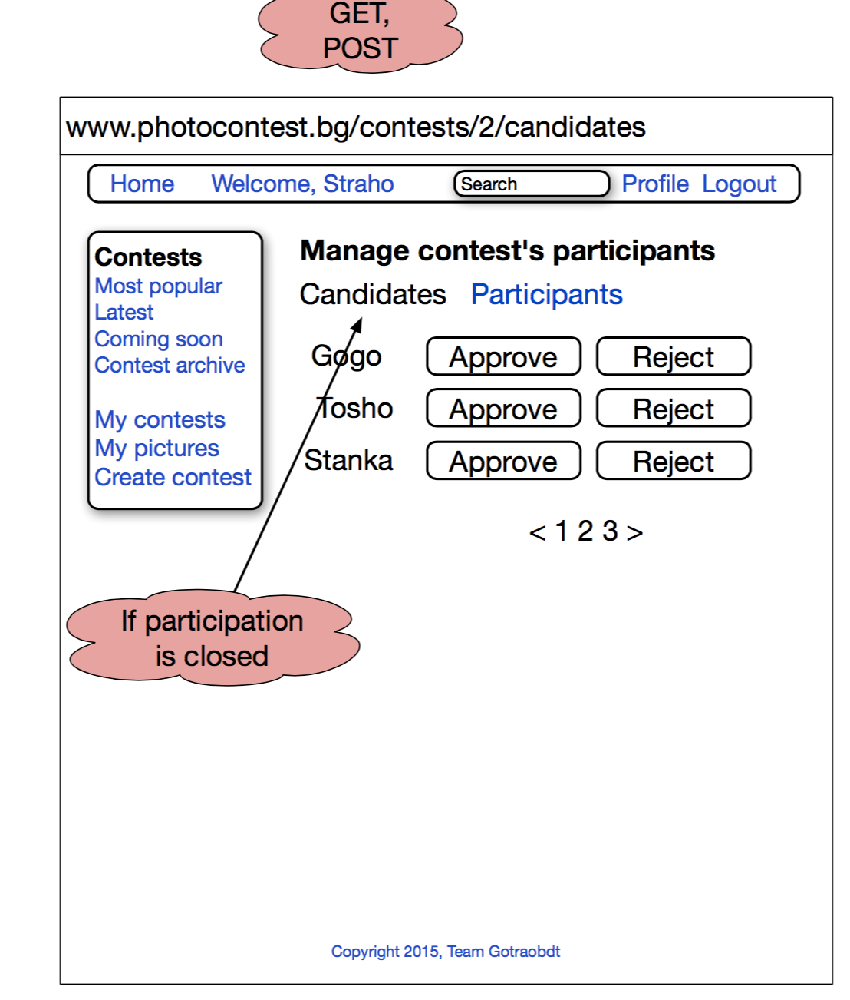 GET,
POST
www.photocontest.bg/contests/2/candidates
Home Welcome, Straho Search Profile Logout
Contests
Most popular
Latest
Coming soon
Contest archive
My contests
My pictures
Create contest
Manage contest's participants
Candidates Participants
Gogo Approve Reject
Tosho Approve Reject
Stanka Approve Reject
< 1 2 3 >
If participation
is closed
Copyright 2015, Team Gotraobdt